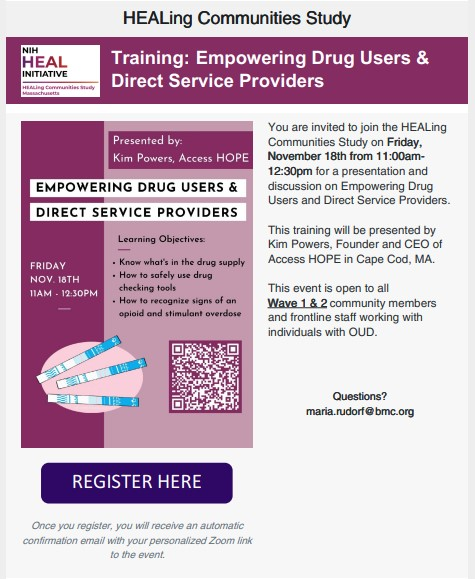 HEALing Communities Study
NIH
HEAL
INITIATIVE
HEALing Communities Study
Massachusetts
Training: Empowering Drug Users &
Direct Service Providers
Presented by:
Kim Powers, Access HOPE
EMPOWERING DRUG USERS &
DIRECT SERVICE PROVIDERS
Learning Objectives:
• Know what's in the drug supply
• How to safely use drug
checking tools
• How to recognize signs of an
opioid and stimulant overdose
FRIDAY
NOV. 18TH
11AM - 12:30PM
REGISTER HERE
Once you register, you will receive an automatic
confirmation email with your personalized Zoom link
to the event.
You are invited to join the HEALing
Communities Study on Friday,
November 18th from 11:00am-
12:30pm for a presentation and
discussion on Empowering Drug
Users and Direct Service Providers.
This training will be presented by
Kim Powers, Founder and CEO of
Access HOPE in Cape Cod, MA.
This event is open to all
Wave 1 & 2 community members
and frontline staff working with
individuals with OUD.
Questions?
maria.rudorf@bmc.org